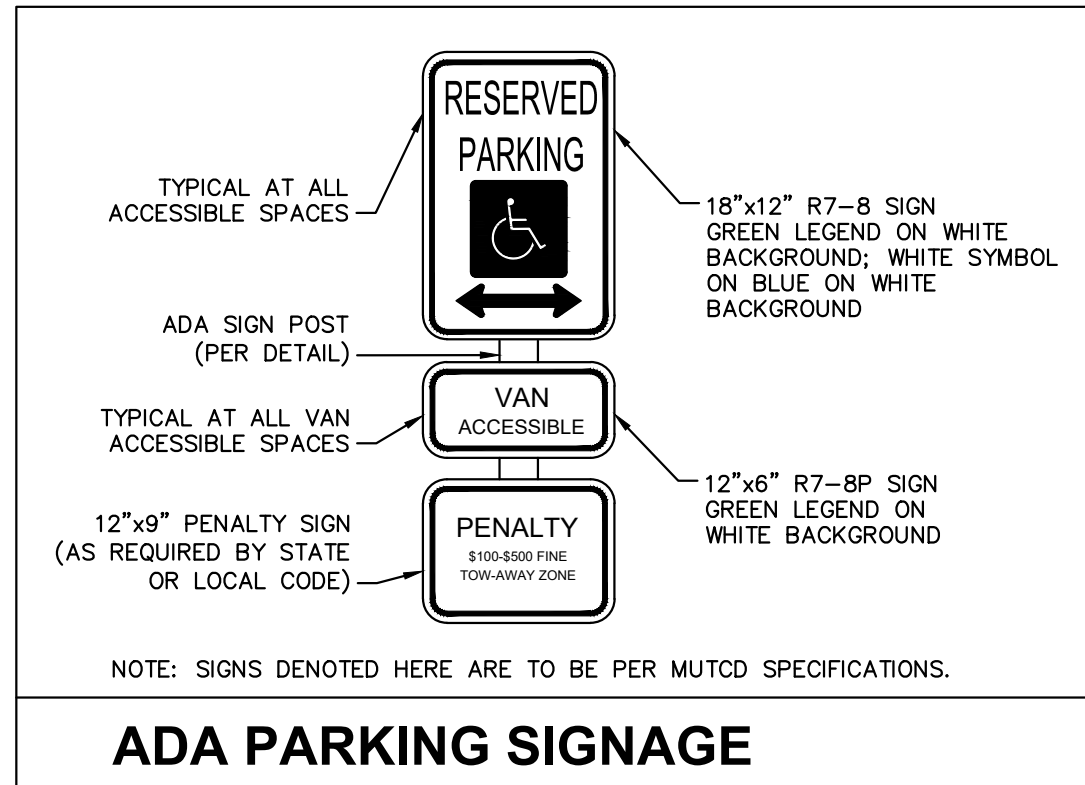 RESERVED
PARKING
TYPICAL AT ALL
ACCESSIBLE SPACES
18"x12" R7-8 SIGN
GREEN LEGEND ON WHITE
BACKGROUND; WHITE SYMBOL
ON BLUE ON WHITE
BACKGROUND
ADA SIGN POST
(PER DETAIL)
VAN
ACCESSIBLE
TYPICAL AT ALL VAN
ACCESSIBLE SPACES
12"x6" R7-8P SIGN
GREEN LEGEND ON
WHITE BACKGROUND
12"x9" PENALTY SIGN
(AS REQUIRED BY STATE
OR LOCAL CODE)
PENALTY
$100-$500 FINE
TOW-AWAY ZONE
NOTE: SIGNS DENOTED HERE ARE TO BE PER MUTCD SPECIFICATIONS.
ADA PARKING SIGNAGE